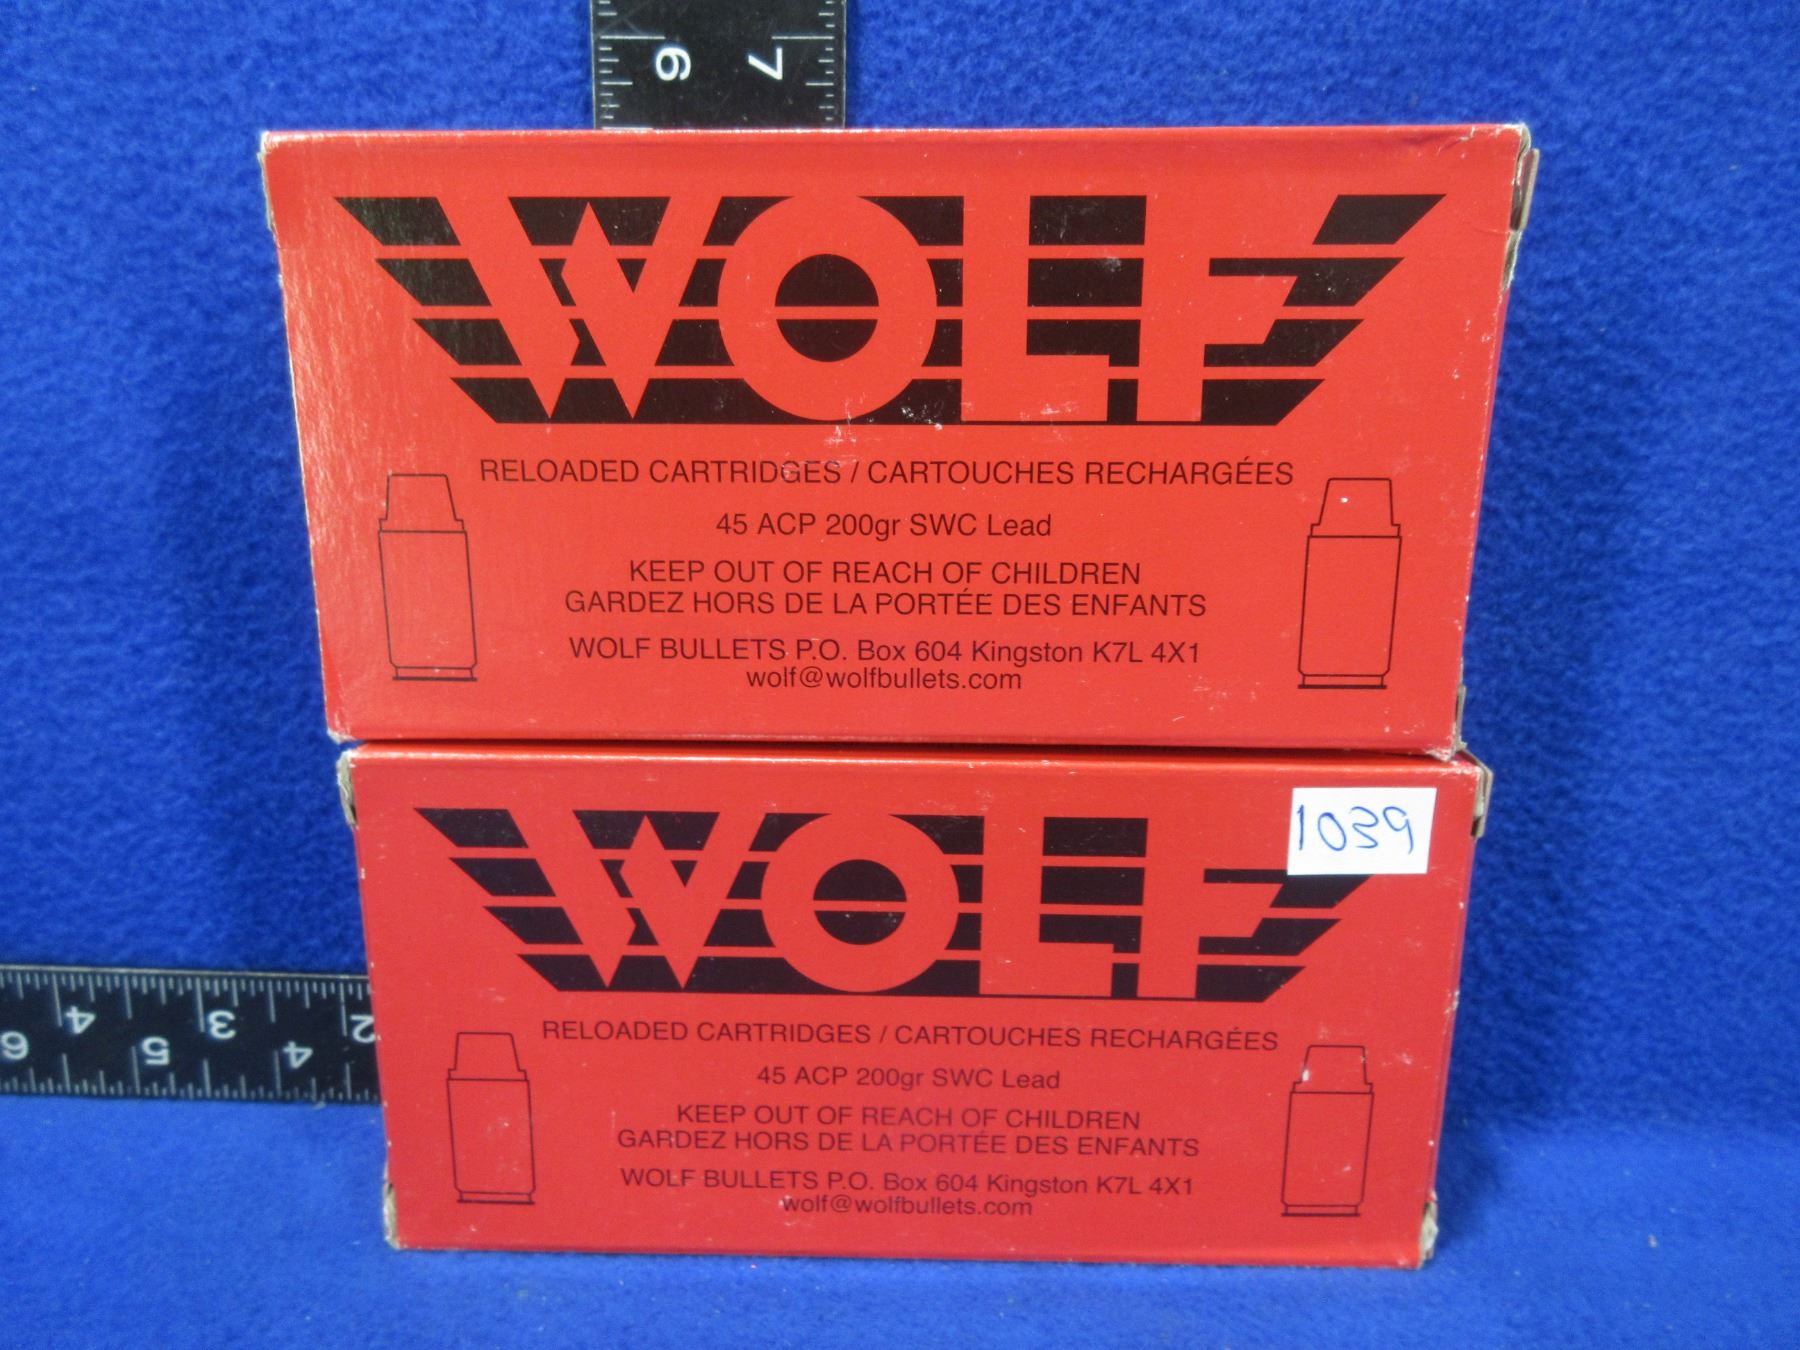 6 7
WOLF
RELOADED CARTRIDGES / CARTOUCHES RECHARGÉES
45 ACP 200gr SWC Lead
KEEP OUT OF REACH OF CHILDREN
GARDEZ HORS DE LA PORTÉE DES ENFANTS
WOLF BULLETS P.O. Box 604 Kingston K7L 4X1
wolf@wolfbullets.com
1039
WOLF
RELOADED CARTRIDGES / CARTOUCHES RECHARGÉES
45 ACP 200gr SWC Lead
KEEP OUT OF REACH OF CHILDREN
GARDEZ HORS DE LA PORTÉE DES ENFANTS
WOLF BULLETS P.O. Box 604 Kingston K7L 4X1
wolf@wolfbullets.com
4 3 2
6 5 4